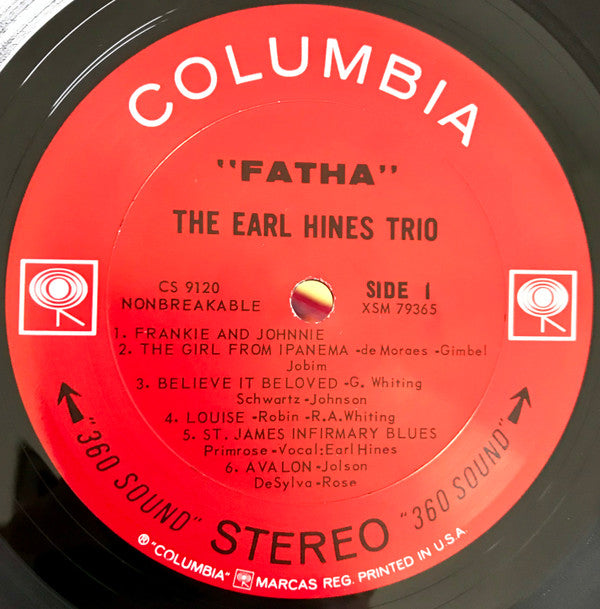 COLUMBIA
"FATHA"
THE EARL HINES TRIO
CS 9120
NONBREAKABLE
SIDE 1
XSM 79365
1. FRANKIE AND JOHNNIE
2. THE GIRL FROM IPANEMA -de Moraes -Gimbel
Jobim
3. BELIEVE IT BELOVED -G. Whiting
Schwartz -Johnson
4. LOUISE -Robin -R.A. Whiting
5. ST. JAMES INFIRMARY BLUES
Primrose -Vocal: Earl Hines
6. AVALON -Jolson
DeSylva -Rose
"360 SOUND" STEREO "360 SOUND"
® "COLUMBIA" MARCAS REG. PRINTED IN U.S.A.